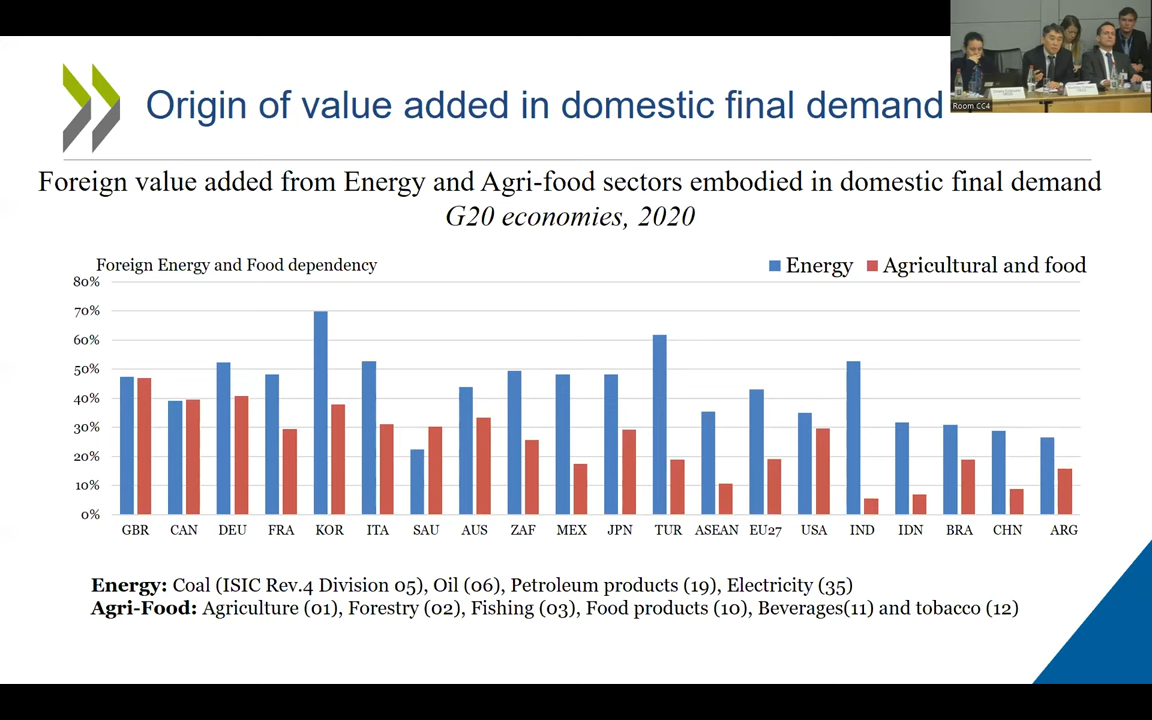 Origin of value added in domestic final demand
Room CC4
Foreign value added from Energy and Agri-food sectors embodied in domestic final demand
G20 economies, 2020
Foreign Energy and Food dependency
Energy
Agricultural and food
80%
70%
60%
50%
40%
30%
20%
10%
0%
GBR CAN DEU FRA KOR ITA SAU AUS ZAF MEX JPN TUR ASEAN EU27 USA IND IDN BRA CHN ARG
Energy: Coal (ISIC Rev.4 Division 05), Oil (06), Petroleum products (19), Electricity (35)
Agri-Food: Agriculture (01), Forestry (02), Fishing (03), Food products (10), Beverages(11) and tobacco (12)